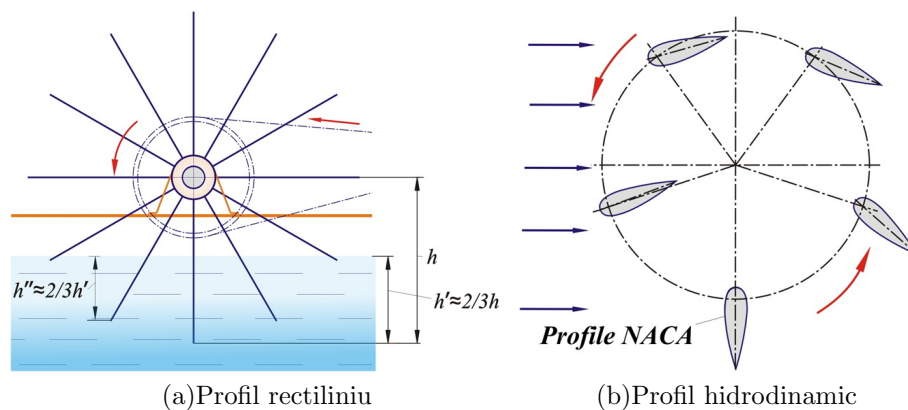 h
h″≈2/3h′
h′≈2/3h
Profile NACA
(a)Profil rectiliniu
(b)Profil hidrodinamic